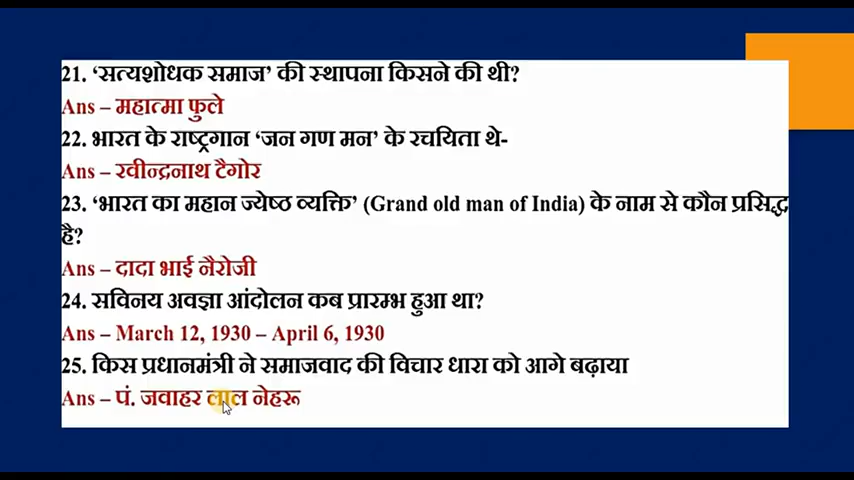 21. ‘सत्यशोधक समाज’ की स्थापना किसने की थी?
Ans – महात्मा फुले
22. भारत के राष्ट्रगान ‘जन गण मन’ के रचयिता थे-
Ans – रवीन्द्रनाथ टैगोर
23. ‘भारत का महान ज्येष्ठ व्यक्ति’ (Grand old man of India) के नाम से कौन प्रसिद्ध
है?
Ans – दादा भाई नैरोजी
24. सविनय अवज्ञा आंदोलन कब प्रारम्भ हुआ था?
Ans – March 12, 1930 – April 6, 1930
25. किस प्रधानमंत्री ने समाजवाद की विचार धारा को आगे बढ़ाया
Ans – पं. जवाहर लाल नेहरू